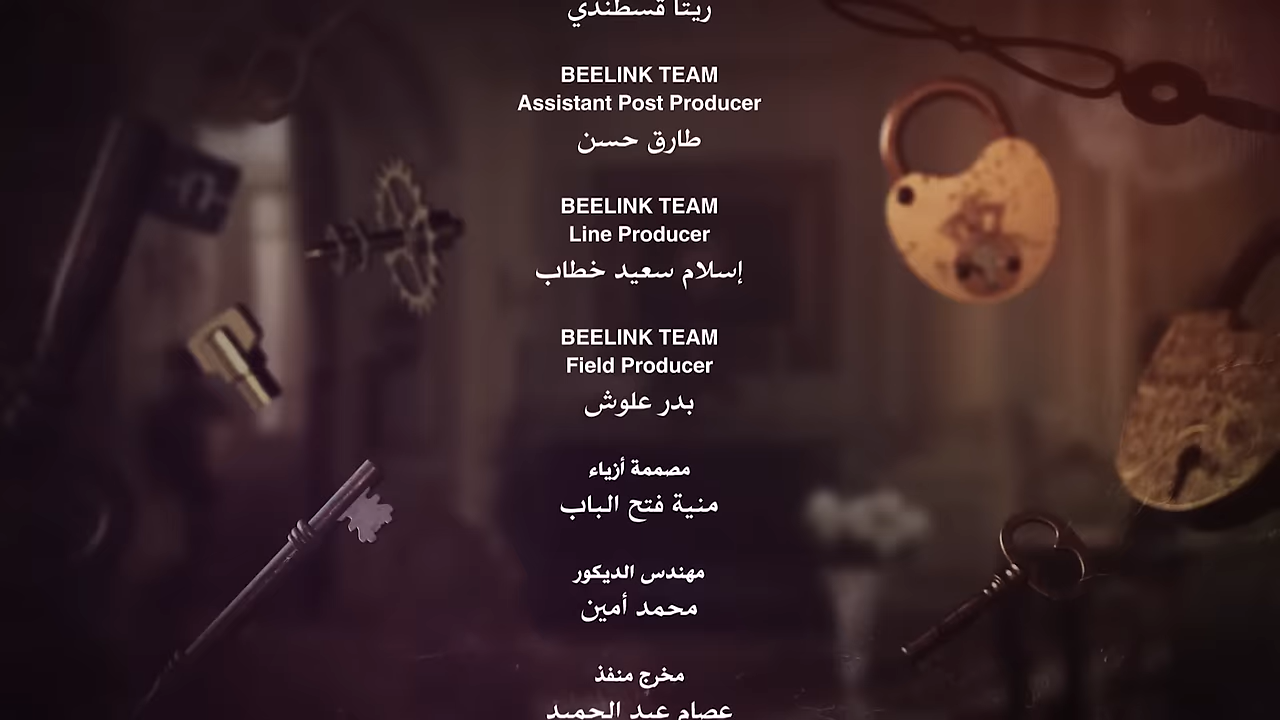 ريتا قسطندي
BEELINK TEAM
Assistant Post Producer
طارق حسن
BEELINK TEAM
Line Producer
إسلام سعيد خطاب
BEELINK TEAM
Field Producer
بدر علوش
مصممة أزياء
منية فتح الباب
مهندس الديكور
محمد أمين
مخرج منفذ
عصام عبد الحميد